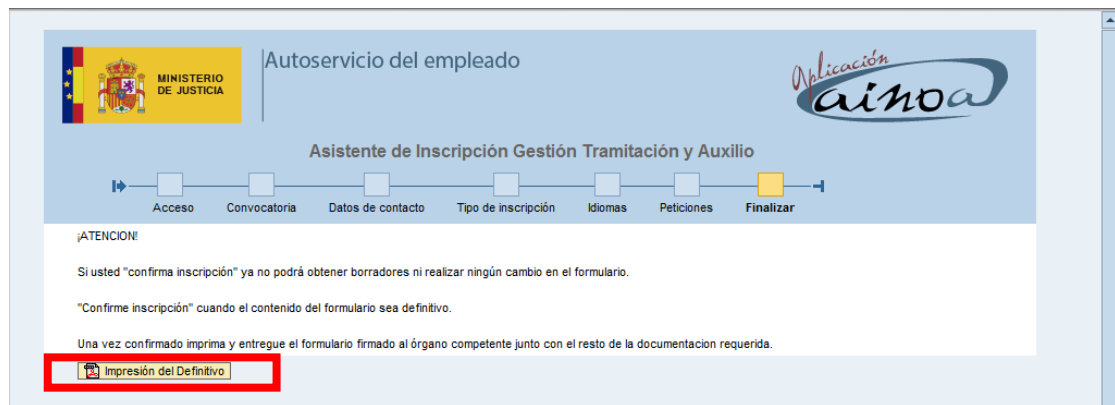 MINISTERIO
DE JUSTICIA
Autoservicio del empleado
Aplicación
ainoa
Asistente de Inscripción Gestión Tramitación y Auxilio
Acceso Convocatoria Datos de contacto Tipo de inscripción Idiomas Peticiones Finalizar
¡ATENCION!
Si usted "confirma inscripción" ya no podrá obtener borradores ni realizar ningún cambio en el formulario.
"Confirme inscripción" cuando el contenido del formulario sea definitivo.
Una vez confirmado imprima y entregue el formulario firmado al órgano competente junto con el resto de la documentacion requerida.
Impresión del Definitivo